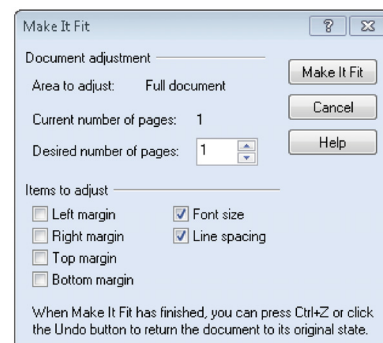 Make It Fit
Document adjustment
Make It Fit
Area to adjust: Full document
Cancel
Current number of pages: 1
Help
Desired number of pages: 1
Items to adjust
Left margin
Font size
Right margin
Line spacing
Top margin
Bottom margin
When Make It Fit has finished, you can press Ctrl+Z or click
the Undo button to return the document to its original state.